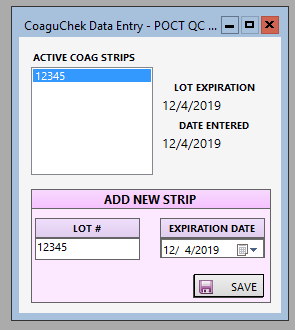 CoaguChek Data Entry - POCT QC ...
ACTIVE COAG STRIPS
12345
LOT EXPIRATION
12/4/2019
DATE ENTERED
12/4/2019
ADD NEW STRIP
LOT #
12345
EXPIRATION DATE
12/ 4/2019
SAVE